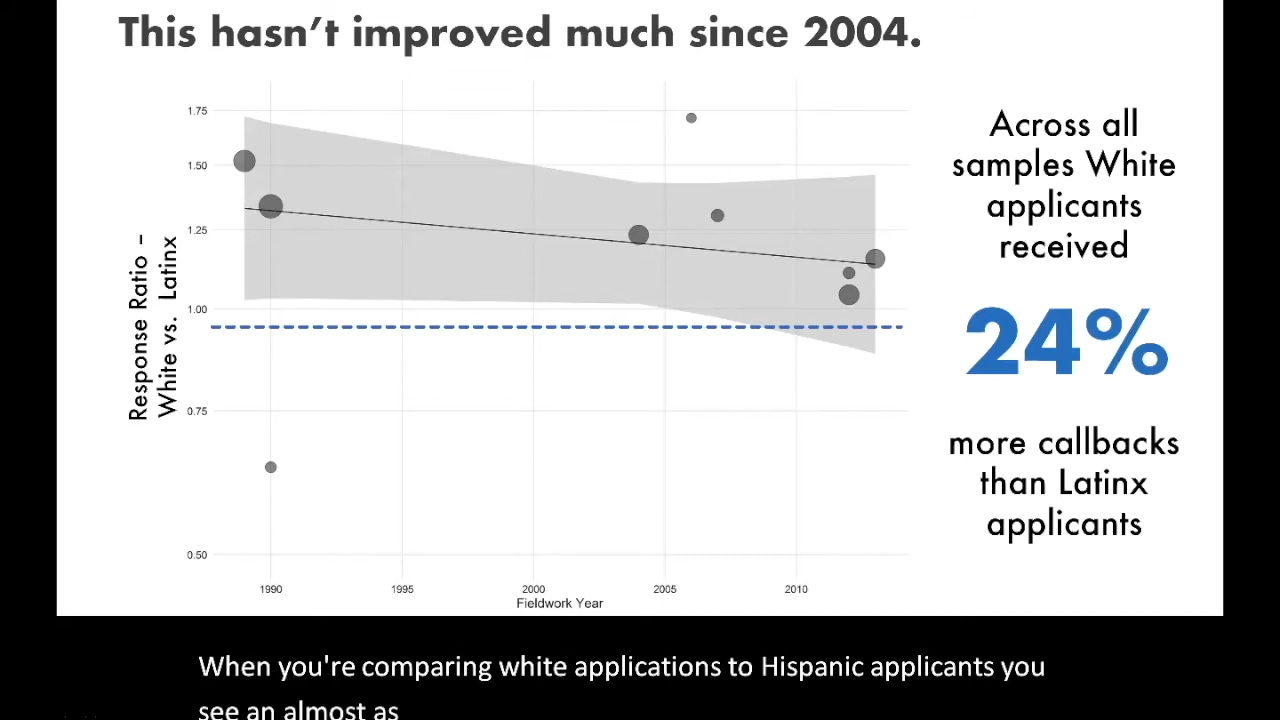 This hasn't improved much since 2004.
1.75
1.50
1.25
1.00
0.75
0.50
Response Ratio –
White vs. Latinx
1990
1995
2000
2005
2010
Fieldwork Year
Across all
samples White
applicants
received
24%
more callbacks
than Latinx
applicants
When you're comparing white applications to Hispanic applicants you
see an almost as